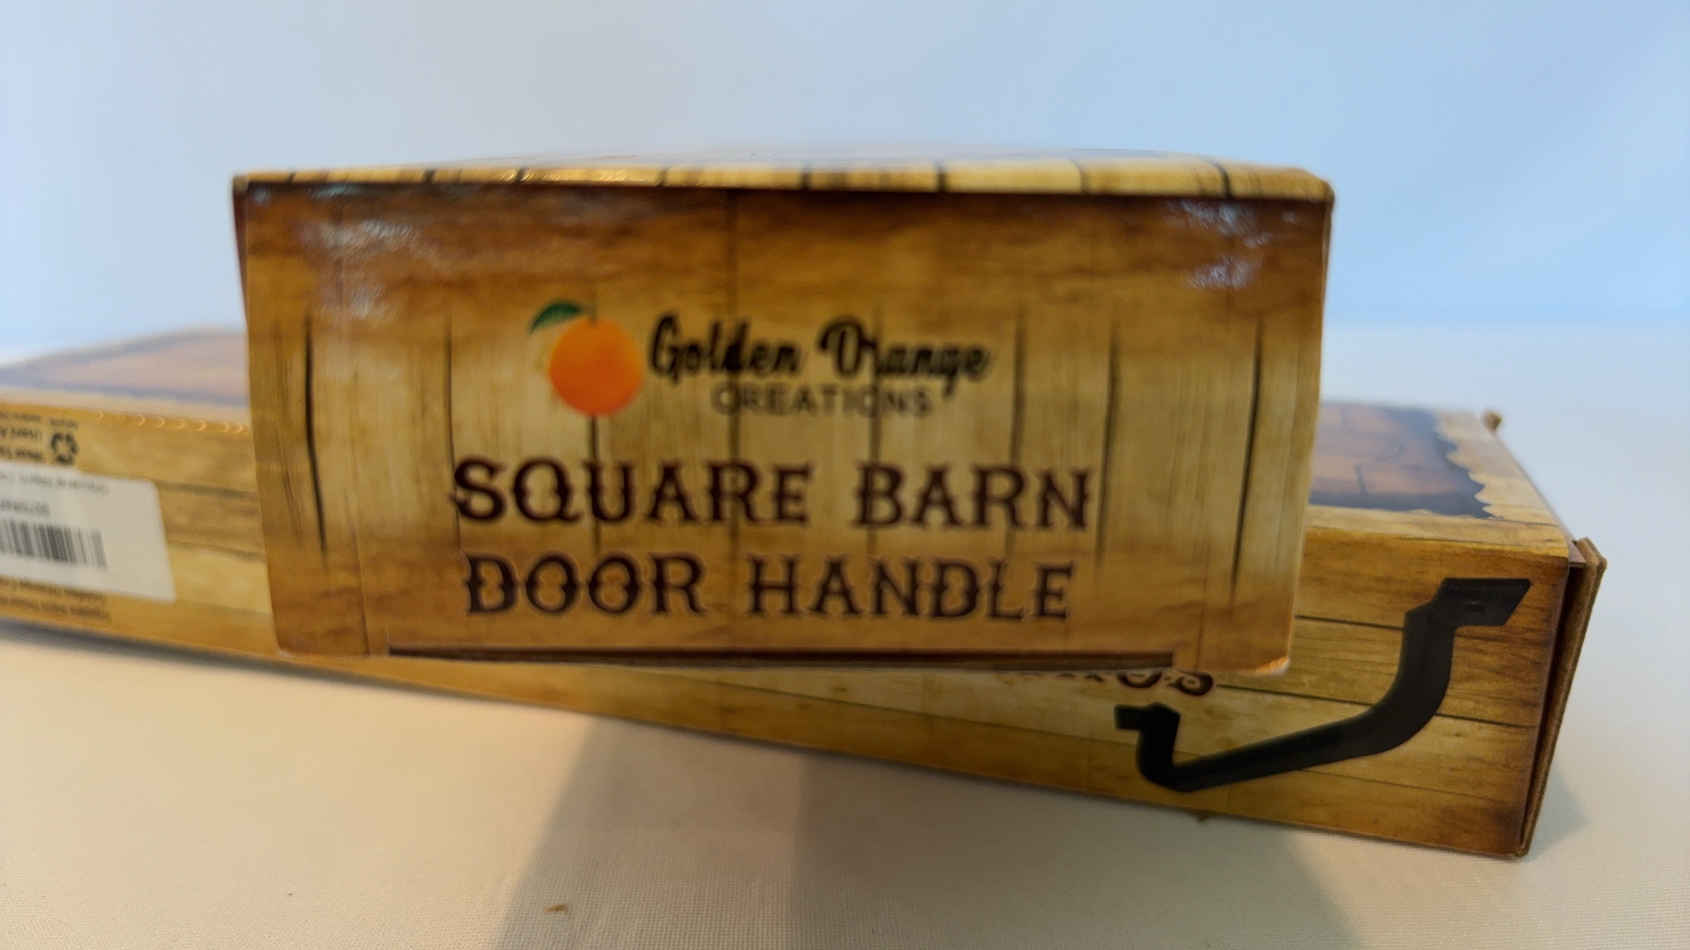 Golden Orange
CREATIONS
SQUARE BARN
DOOR HANDLE